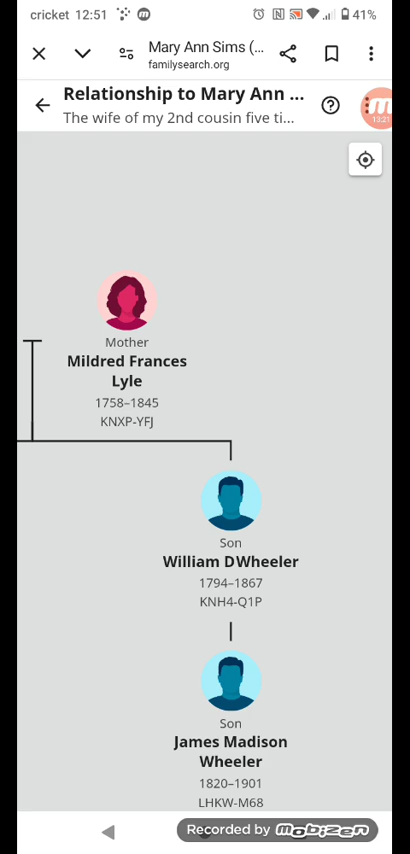 cricket 12:51
41%
Mary Ann Sims (...
familysearch.org
Relationship to Mary Ann ...
The wife of my 2nd cousin five ti...
13:21
Mother
Mildred Frances
Lyle
1758–1845
KNXP-YFJ
Son
William DWheeler
1794–1867
KNH4-Q1P
Son
James Madison
Wheeler
1820–1901
LHKW-M68
Recorded by mobizen